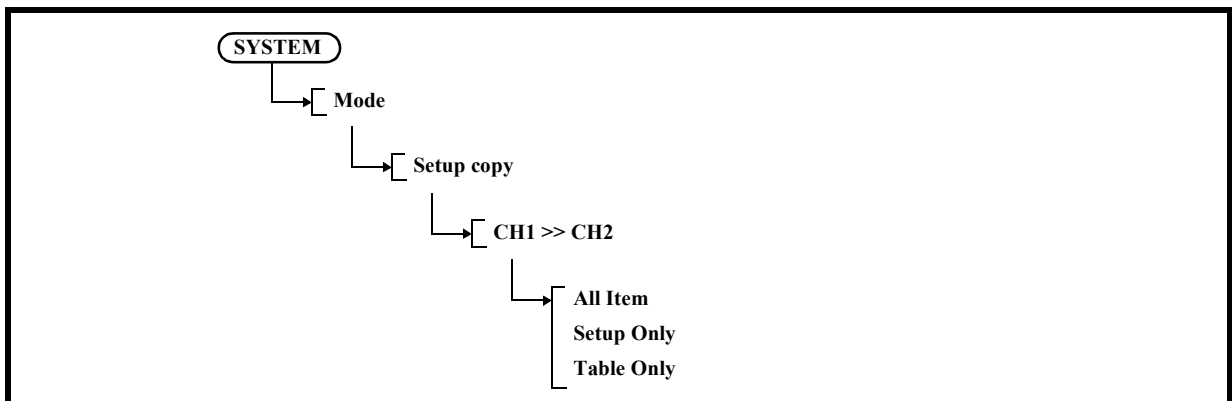 SYSTEM
Mode
Setup copy
CH1 >> CH2
All Item
Setup Only
Table Only